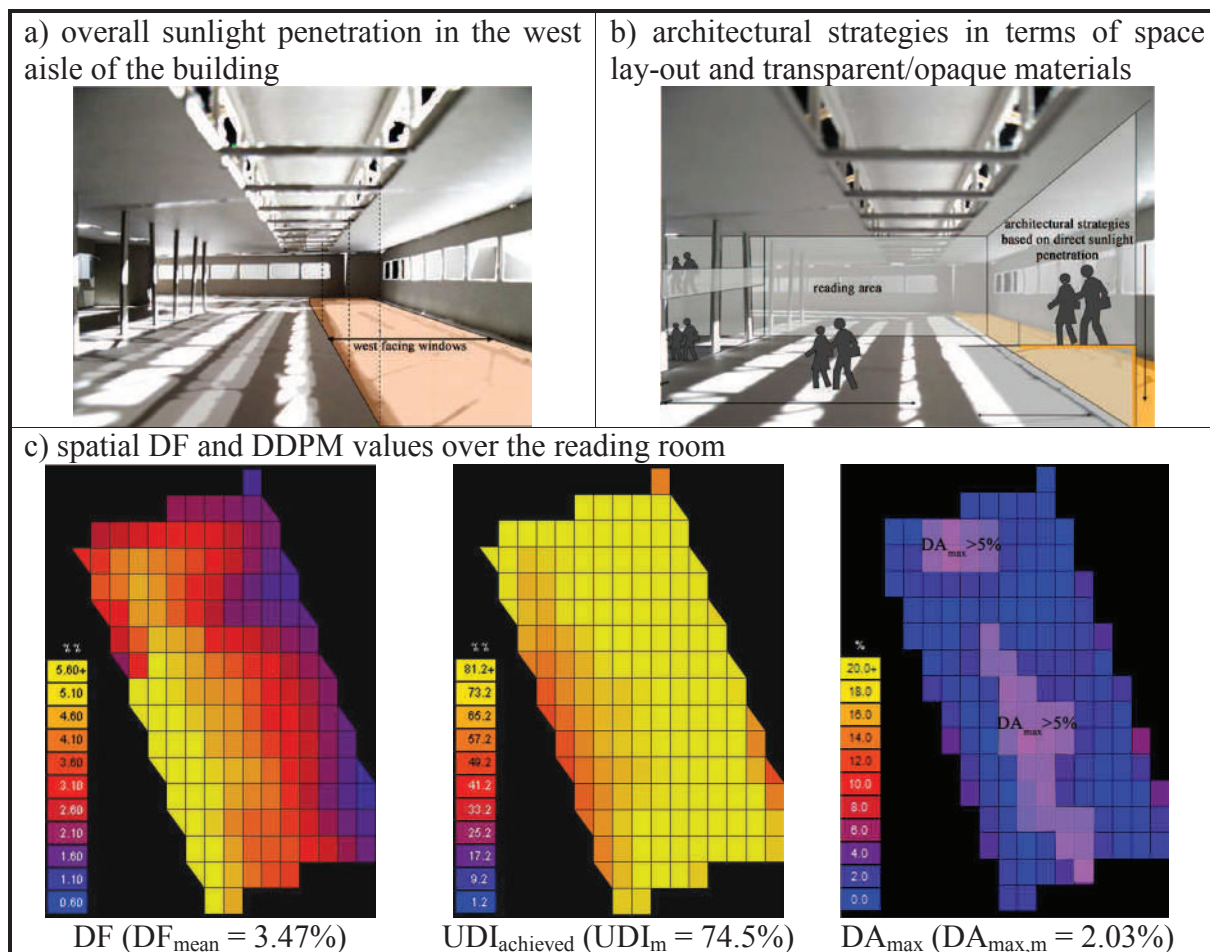 a) overall sunlight penetration in the west
aisle of the building
b) architectural strategies in terms of space
lay-out and transparent/opaque materials
west facing windows
reading area
architectural strategies
based on direct sunlight
penetration
c) spatial DF and DDPM values over the reading room
%%
5.60+
5.10
4.60
4.10
3.60
3.10
2.60
2.10
1.60
1.10
0.60
DF (DFmean = 3.47%)
%%
81.2+
73.2
65.2
57.2
49.2
41.2
33.2
25.2
17.2
9.2
1.2
UDIachieved (UDIm = 74.5%)
DAmax>5%
DAmax>5%
%
20.0+
18.0
16.0
14.0
12.0
10.0
8.0
6.0
4.0
2.0
0.0
DAmax (DAmax,m = 2.03%)